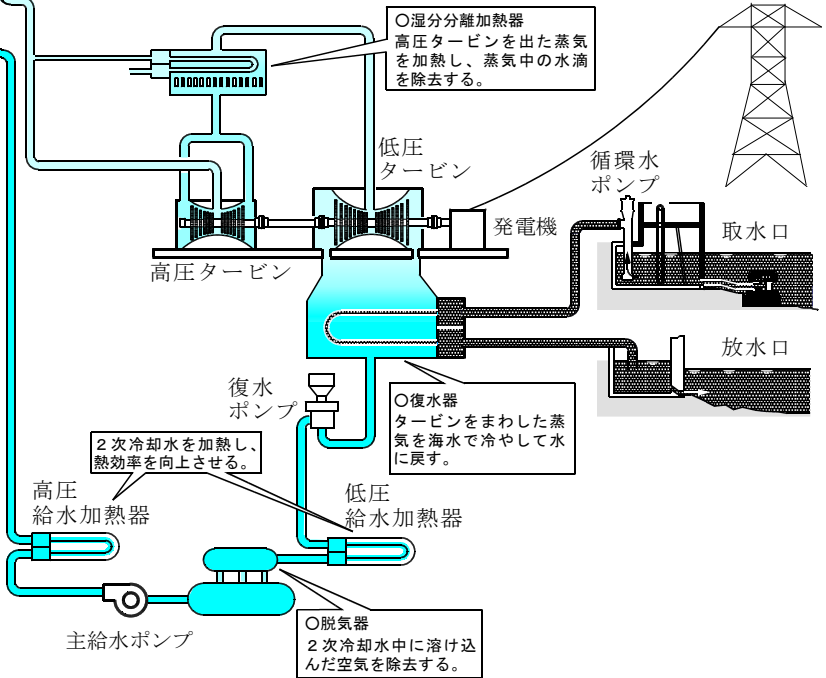 ○湿分分離加熱器
高圧タービンを出た蒸気
を加熱し、蒸気中の水滴
を除去する。
低圧
タービン
循環水
ポンプ
発電機
取水口
高圧タービン
放水口
復水
ポンプ
○復水器
タービンをまわした蒸
気を海水で冷やして水
に戻す。
２次冷却水を加熱し、
熱効率を向上させる。
高圧
給水加熱器
低圧
給水加熱器
主給水ポンプ
○脱気器
２次冷却水中に溶け込
んだ空気を除去する。